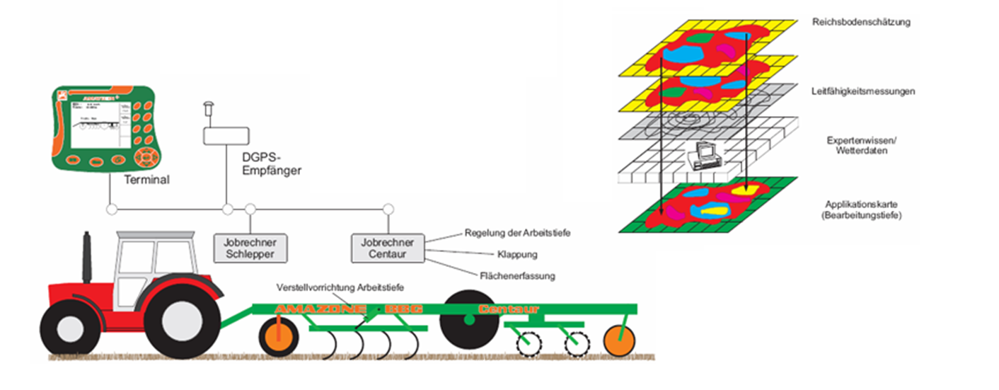 Reichsbodenschätzung
Leitfähigkeitsmessungen
Expertenwissen/
Wetterdaten
Applikationskarte
(Bearbeitungstiefe)
Terminal
DGPS-
Empfänger
Jobrechner
Schlepper
Jobrechner
Centaur
Regelung der Arbeitstiefe
Klappung
Flächenerfassung
Verstellvorrichtung Arbeitstiefe
AMAZONE BBG Centaur